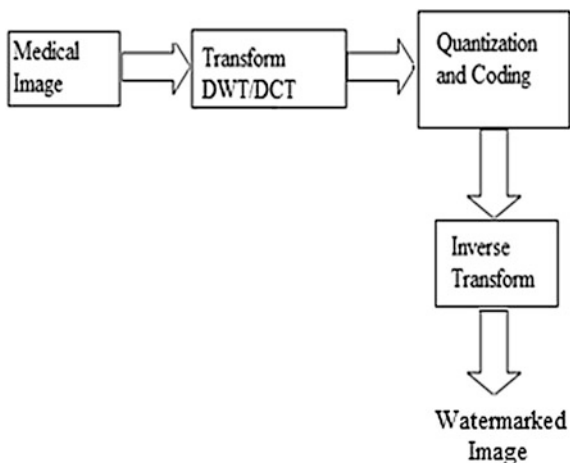 Medical
Image
Transform
DWT/DCT
Quantization
and Coding
Inverse
Transform
Watermarked
Image